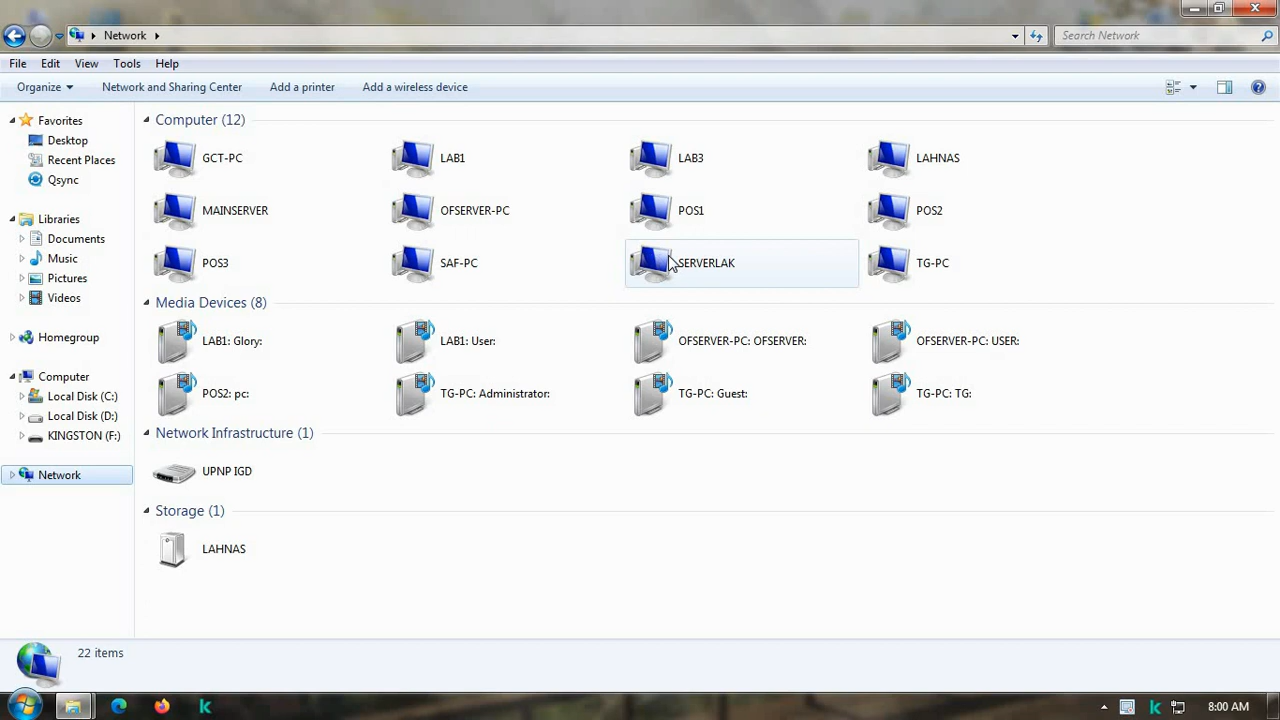 Network
Search Network
File Edit View Tools Help
Organize Network and Sharing Center Add a printer Add a wireless device
Favorites
Desktop
Recent Places
Qsync
Libraries
Documents
Music
Pictures
Videos
Homegroup
Computer
Local Disk (C:)
Local Disk (D:)
KINGSTON (F:)
Network
Computer (12)
GCT-PC LAB1 LAB3 LAHNAS
MAINSERVER OFSERVER-PC POS1 POS2
POS3 SAF-PC SERVERLAK TG-PC
Media Devices (8)
LAB1: Glory: LAB1: User: OFSERVER-PC: OFSERVER: OFSERVER-PC: USER:
POS2: pc: TG-PC: Administrator: TG-PC: Guest: TG-PC: TG:
Network Infrastructure (1)
UPNP IGD
Storage (1)
LAHNAS
22 items
8:00 AM